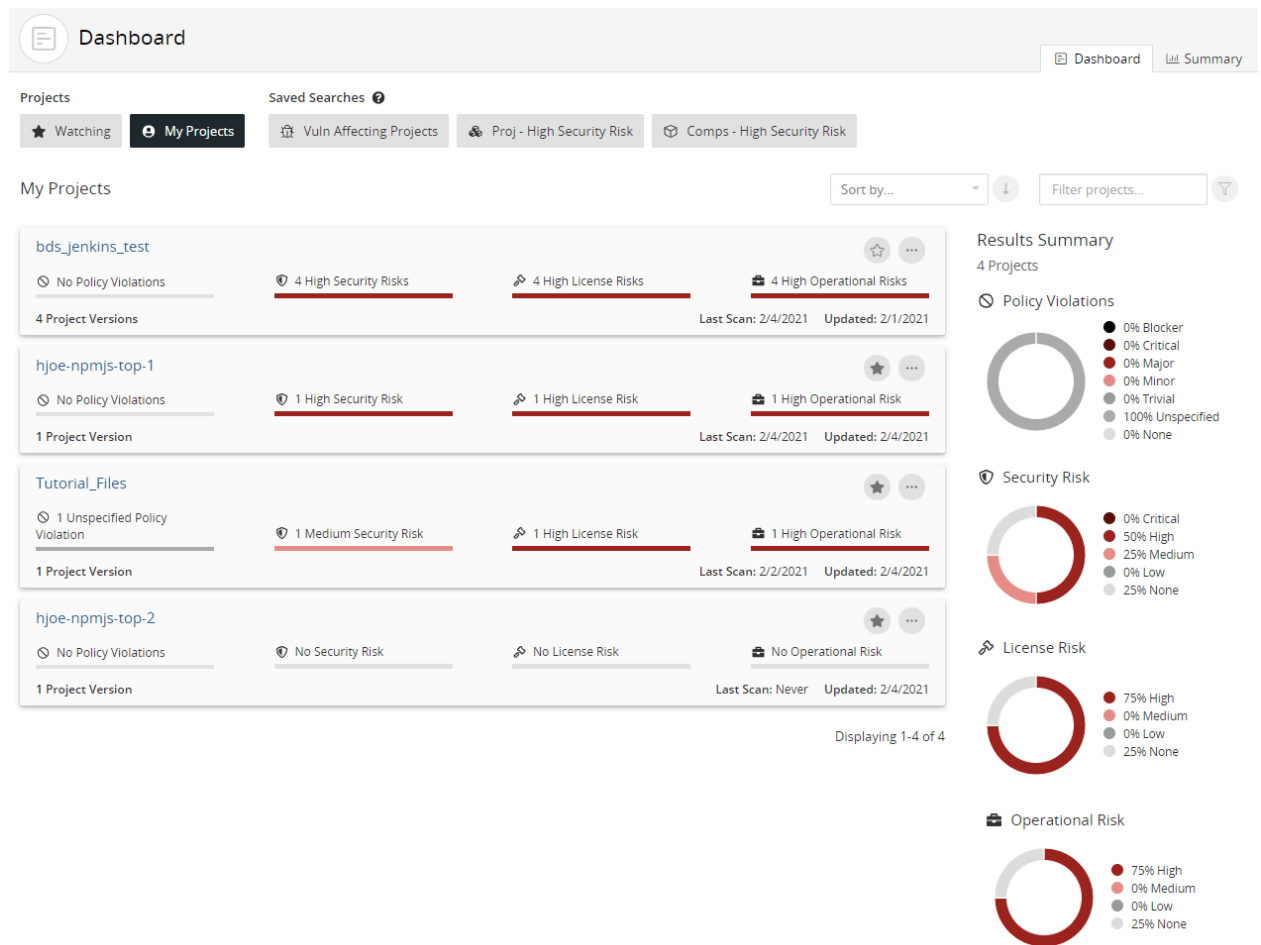 Dashboard
Dashboard Summary
Projects Saved Searches ?
Watching My Projects Vuln Affecting Projects Proj - High Security Risk Comps - High Security Risk
My Projects Sort by... Filter projects...
bds_jenkins_test
No Policy Violations 4 High Security Risks 4 High License Risks 4 High Operational Risks
4 Project Versions Last Scan: 2/4/2021 Updated: 2/1/2021
hjoe-npmjs-top-1
No Policy Violations 1 High Security Risk 1 High License Risk 1 High Operational Risk
1 Project Version Last Scan: 2/4/2021 Updated: 2/4/2021
Tutorial_Files
1 Unspecified Policy
Violation
1 Medium Security Risk 1 High License Risk 1 High Operational Risk
1 Project Version Last Scan: 2/2/2021 Updated: 2/4/2021
hjoe-npmjs-top-2
No Policy Violations No Security Risk No License Risk No Operational Risk
1 Project Version Last Scan: Never Updated: 2/4/2021
Displaying 1-4 of 4
Results Summary
4 Projects
Policy Violations
0% Blocker
0% Critical
0% Major
0% Minor
0% Trivial
100% Unspecified
0% None
Security Risk
0% Critical
50% High
25% Medium
0% Low
25% None
License Risk
75% High
0% Medium
0% Low
25% None
Operational Risk
75% High
0% Medium
0% Low
25% None